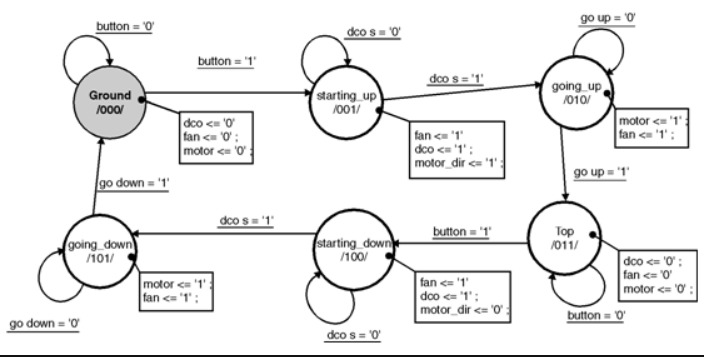 button = '0'
Ground
/000/
dco <= '0'
fan <= '0' ;
motor <= '0' ;
button = '1'
dco s = '0'
starting_up
/001/
fan <= '1'
dco <= '1' ;
motor_dir <= '1' ;
dco s = '1'
go up = '0'
going_up
/010/
motor <= '1' ;
fan <= '1' ;
go up = '1'
Top
/011/
dco <= '0' ;
fan <= '0'
motor <= '0' ;
button = '0'
button = '1'
starting_down
/100/
fan <= '1'
dco <= '1' ;
motor_dir <= '0' ;
dco s = '0'
dco s = '1'
going_down
/101/
motor <= '1' ;
fan <= '1' ;
go down = '0'
go down = '1'